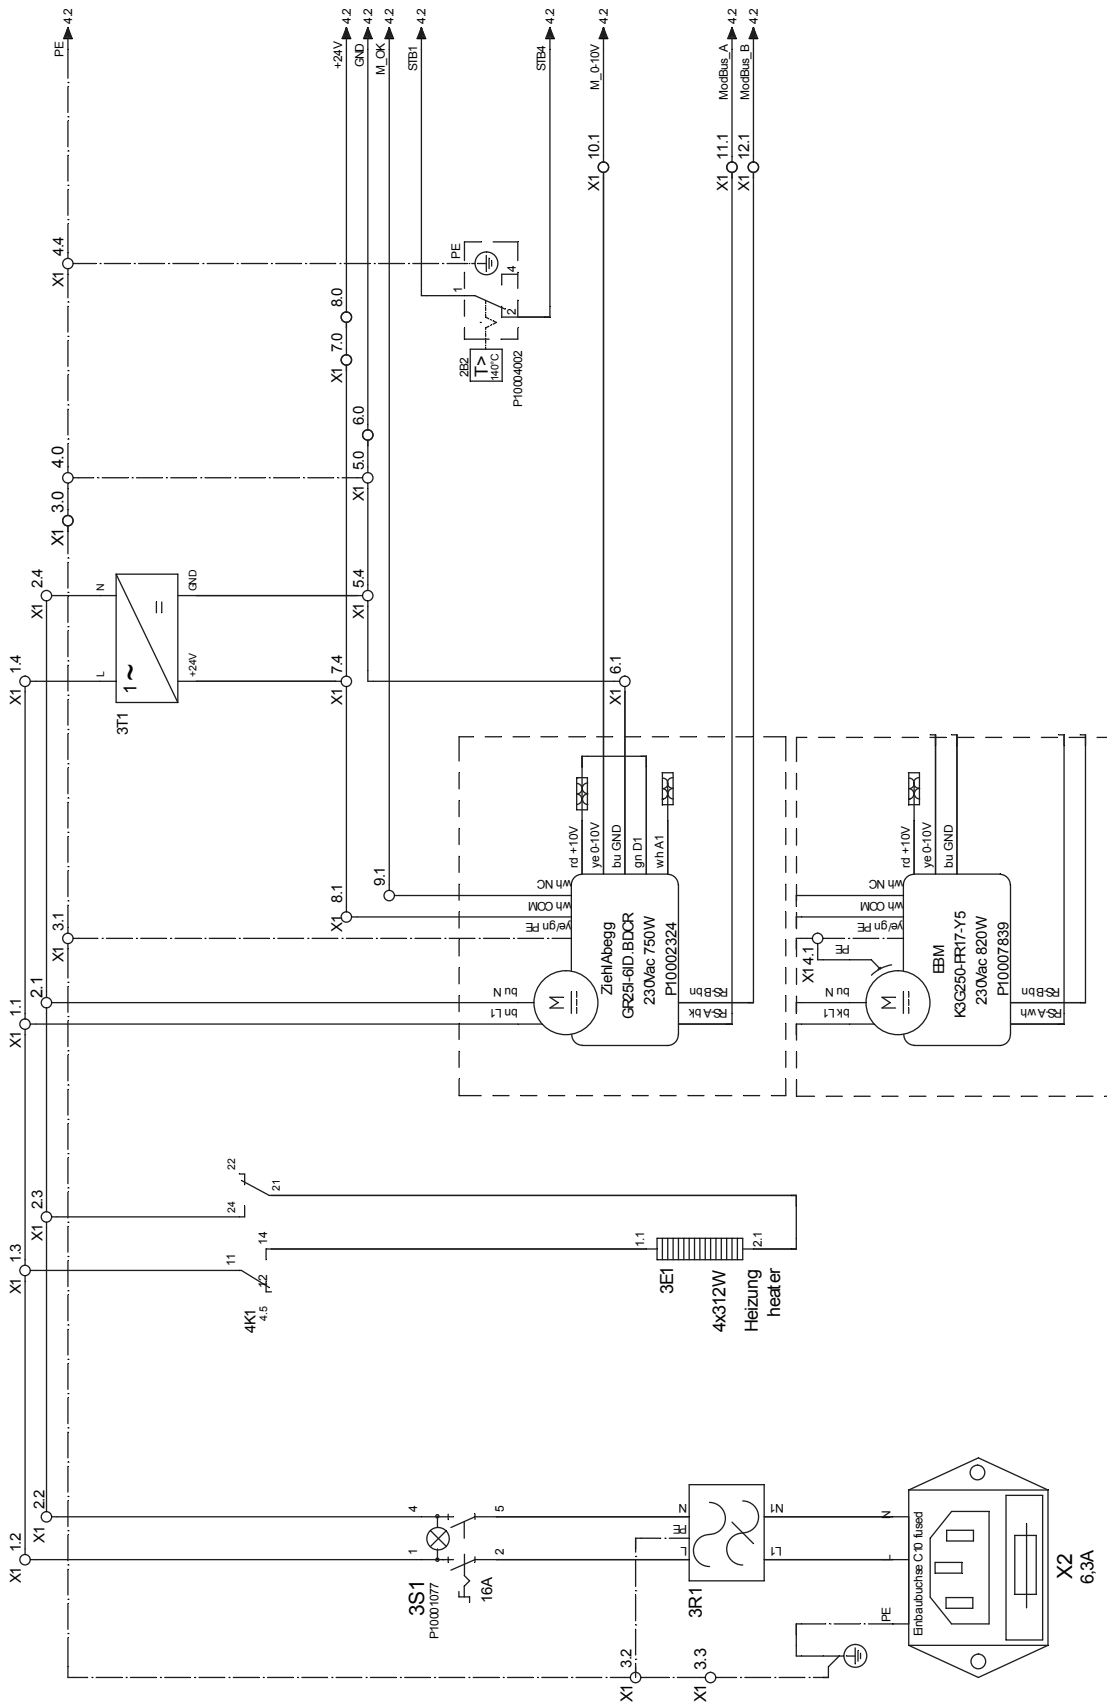 X1 1.2
X1 2.2
X1 1.3
X1 2.3
X1 1.1
2.1
X1 3.1
X1 1.4
X1 2.4
X1 3.0
4.0
X1 4.4
PE
4.2
L
N
1~
=
3T1
+24V
GND
4K1
4.5
11
12
14
24
22
21
X1 8.1
9.1
X1 7.4
X1 5.4
X1 5.0
6.0
X1 7.0
8.0
+24V
4.2
GND
4.2
M_OK
4.2
STB1
4.2
STB4
4.2
M_0-10V
4.2
ModBus_A
4.2
ModBus_B
4.2
2B2
T>
140°C
P10004002
1
2
4
PE
3S1
P10001077
16A
1
4
2
5
3E1
4x312W
Heizung
heater
1.1
2.1
bn L1
bu N
ye/gn PE
wh COM
wh NC
M
ZiehlAbegg
GR25I-6ID.BDCR
230Vac 750W
P10002324
rd +10V
ye 0-10V
bu GND
gn D1
wh A1
RS-A bk
RS-B bn
X1 6.1
X1 10.1
X1 11.1
X1 12.1
X1 3.2
X1 3.3
3R1
L
PE
N
L1
N1
PE
L
N
Einbaubuchse C10 fused
X2
6,3A
bk L1
bu N
PE
X1 4.1
ye/gn PE
wh COM
wh NC
M
EBM
K3G250-PR17-Y5
230Vac 820W
P10007839
rd +10V
ye 0-10V
bu GND
RS-A wh
RS-B bn